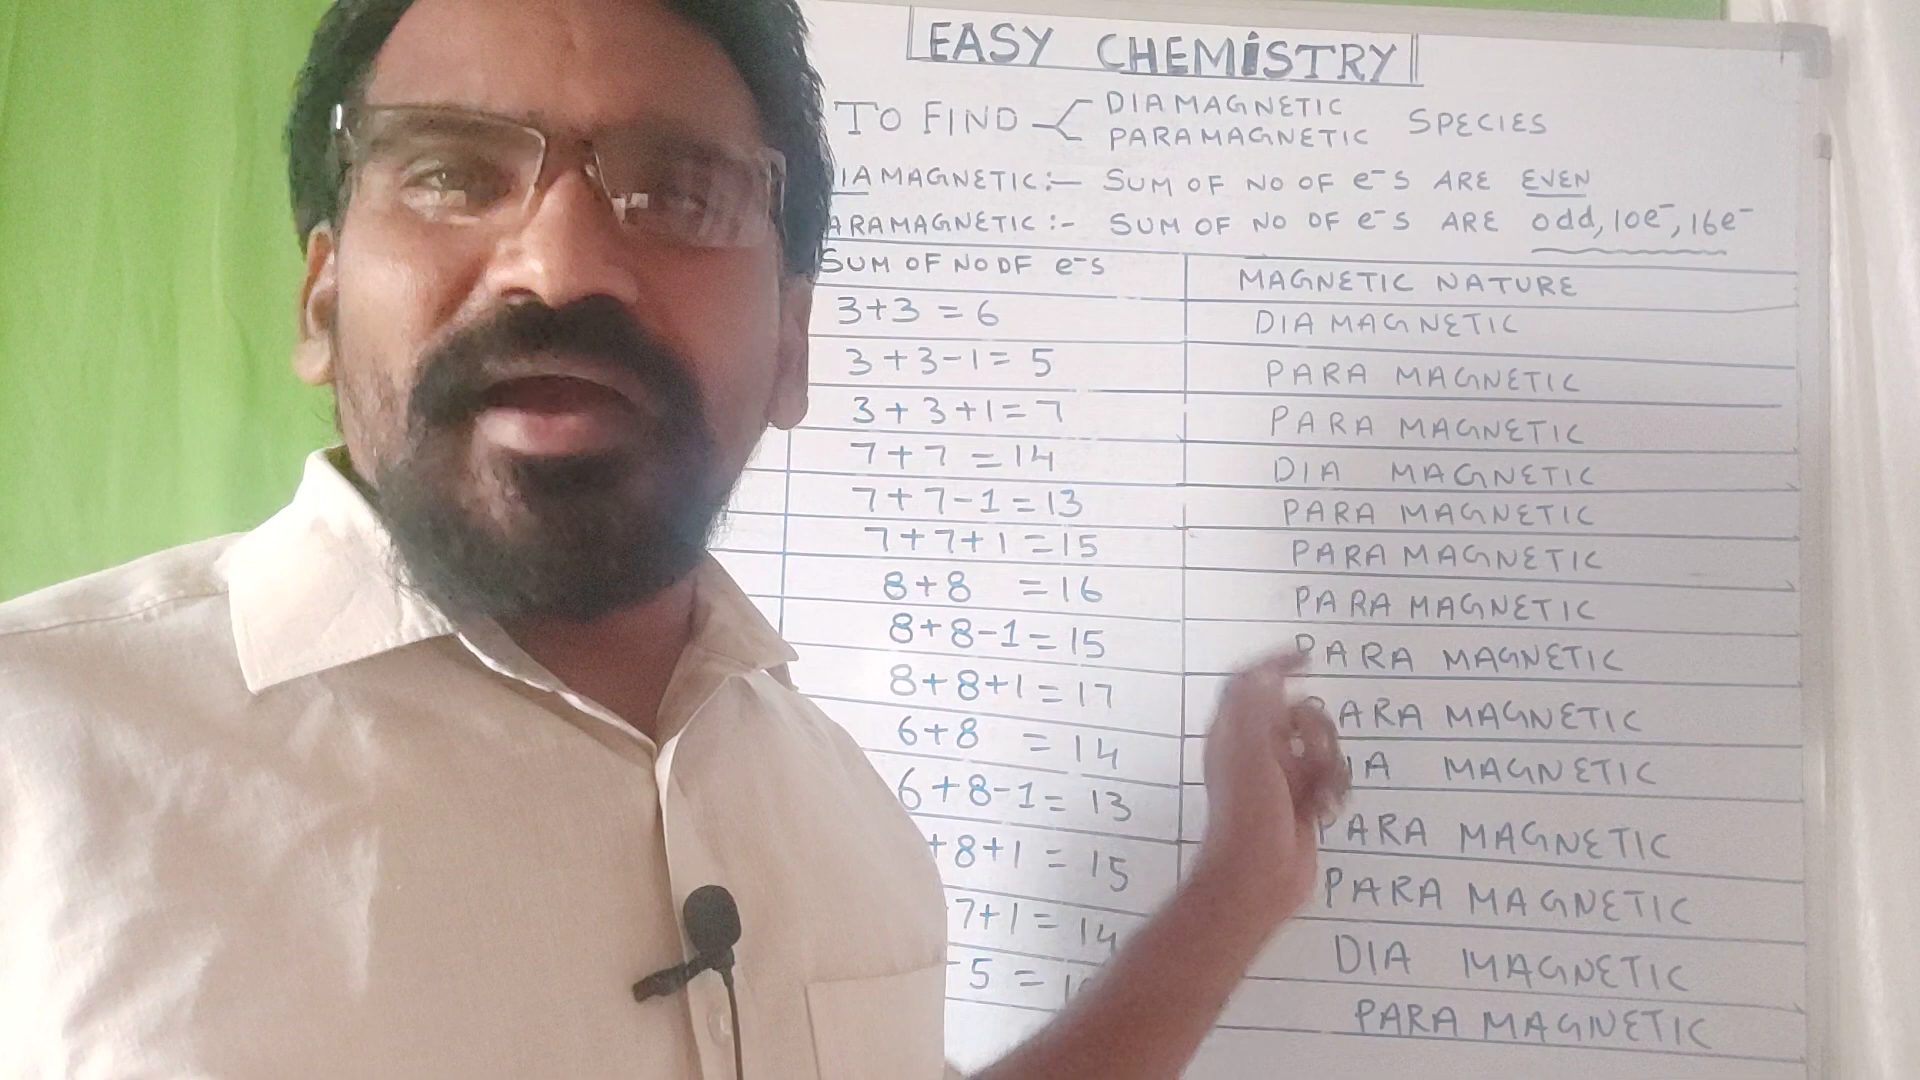 EASY CHEMISTRY
TO FIND DIAMAGNETIC PARAMAGNETIC SPECIES
IAMAGNETIC:- SUM OF NO OF e⁻S ARE EVEN
ARAMAGNETIC:- SUM OF NO OF e⁻S ARE odd, 10e⁻, 16e⁻
SUM OF NO OF e⁻S MAGNETIC NATURE
3+3 = 6 DIA MAGNETIC
3+3-1= 5 PARA MAGNETIC
3+3+1=7 PARA MAGNETIC
7+7 =14 DIA MAGNETIC
7+7-1=13 PARA MAGNETIC
7+7+1=15 PARA MAGNETIC
8+8 =16 PARA MAGNETIC
8+8-1=15 PARA MAGNETIC
8+8+1=17 ARA MAGNETIC
6+8 =14 IA MAGNETIC
6+8-1= 13 PARA MAGNETIC
+8+1 = 15 PARA MAGNETIC
7+1= 14 DIA MAGNETIC
5 = PARA MAGNETIC